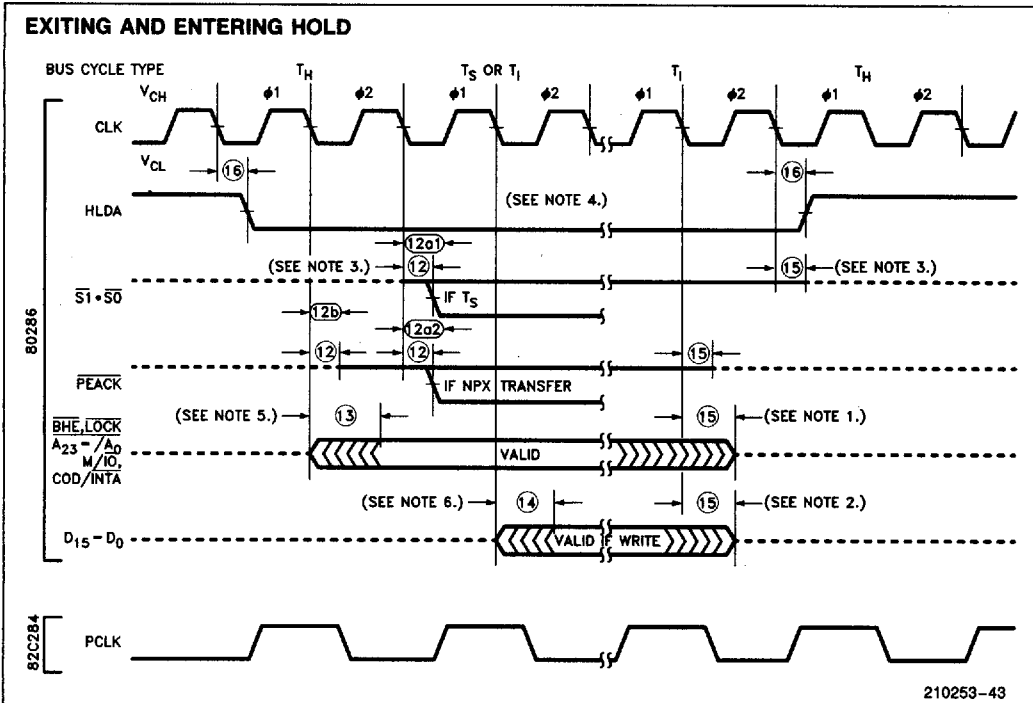 EXITING AND ENTERING HOLD
BUS CYCLE TYPE
T_H
T_S OR T_I
T_I
T_H
V_CH
ϕ1 ϕ2 ϕ1 ϕ2 ϕ1 ϕ2 ϕ1 ϕ2
CLK
V_CL
16 16
(SEE NOTE 4.)
HLDA
12a1
(SEE NOTE 3.) 12 15 (SEE NOTE 3.)
S1•S0
IF T_S
12b 12a2
12 12 15
PEACK
IF NPX TRANSFER
(SEE NOTE 5.) 13 15 (SEE NOTE 1.)
BHE, LOCK
A23 – /A0
M/IO,
COD/INTA
VALID
(SEE NOTE 6.) 14 15 (SEE NOTE 2.)
D15 – D0
VALID IF WRITE
80286
82C284
PCLK
210253–43